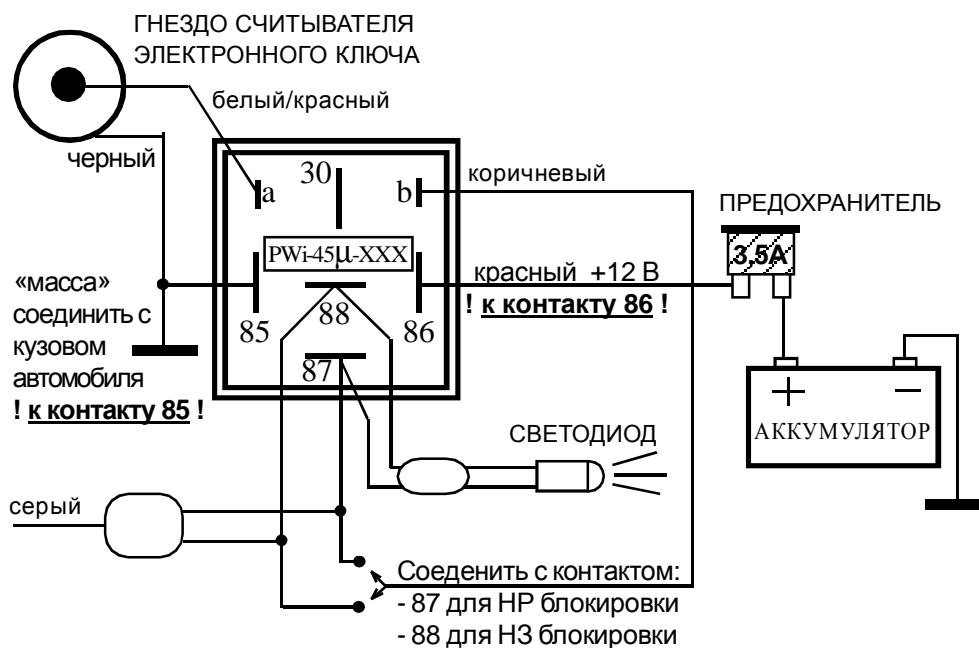 ГНЕЗДО СЧИТЫВАТЕЛЯ
ЭЛЕКТРОННОГО КЛЮЧА
белый/красный
черный
a
30
b
коричневый
ПРЕДОХРАНИТЕЛЬ
3,5А
PWi-45μ-XXX
красный +12 В
! к контакту 86 !
«масса»
соединить с
кузовом
автомобиля
! к контакту 85 !
85
88
86
87
+
–
АККУМУЛЯТОР
СВЕТОДИОД
серый
Соеденить с контактом:
- 87 для НР блокировки
- 88 для НЗ блокировки